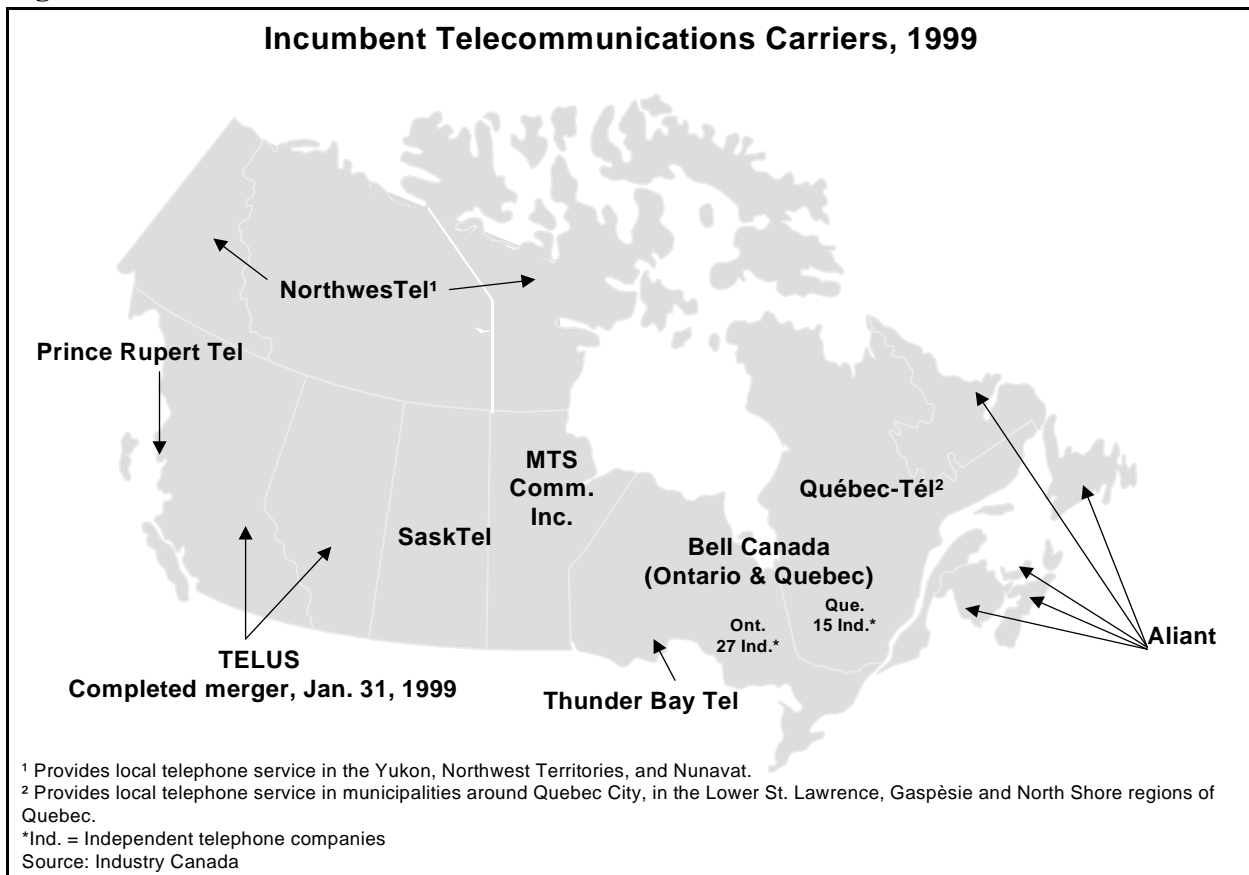 Incumbent Telecommunications Carriers, 1999
NorthwesTel¹
Prince Rupert Tel
MTS
Comm.
Inc.
Québec-Tél²
SaskTel
Bell Canada
(Ontario & Quebec)
Que.
15 Ind.*
Ont.
27 Ind.*
Aliant
TELUS
Completed merger, Jan. 31, 1999
Thunder Bay Tel
¹ Provides local telephone service in the Yukon, Northwest Territories, and Nunavat.
² Provides local telephone service in municipalities around Quebec City, in the Lower St. Lawrence, Gaspèsie and North Shore regions of
Quebec.
*Ind. = Independent telephone companies
Source: Industry Canada